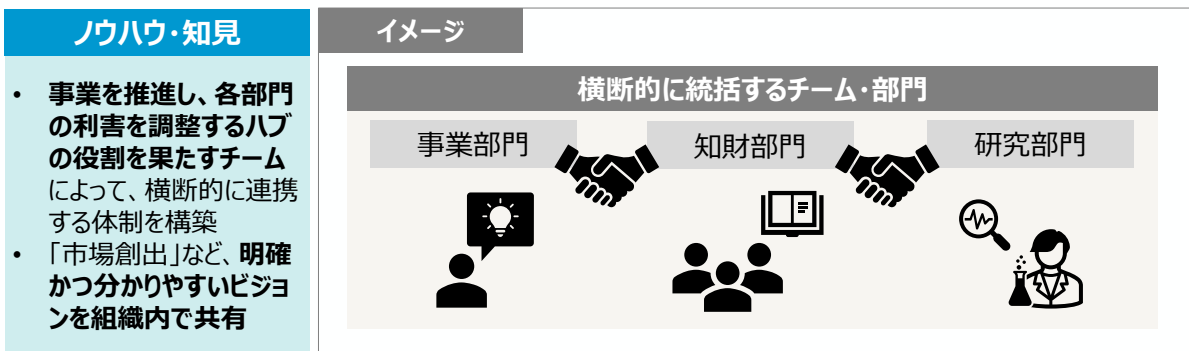 ノウハウ・知見
• 事業を推進し、各部門
の利害を調整するハブ
の役割を果たすチーム
によって、横断的に連携
する体制を構築
• 「市場創出」など、明確
かつ分かりやすいビジョ
ンを組織内で共有
イメージ
横断的に統括するチーム・部門
事業部門
知財部門
研究部門